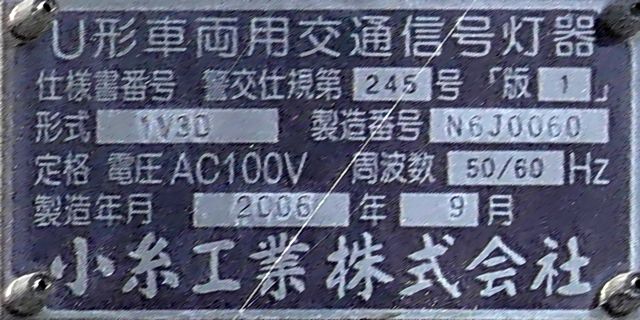 U形車両用交通信号灯器
仕様書番号 警交仕規第 245 号 「版 1 」
形式 1V3D 製造番号 N6J0060
定格 電圧 AC100V 周波数 50/60 Hz
製造年月 2006 年 9 月
小糸工業株式会社